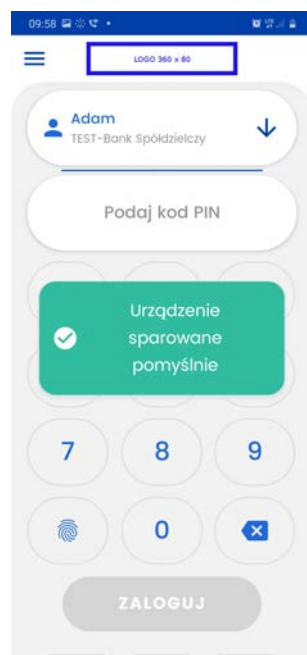 09:58
LOGO 360 x 80
Adam
TEST-Bank Spółdzielczy
Podaj kod PIN
Urządzenie
sparowane
pomyślnie
7 8 9
0
ZALOGUJ